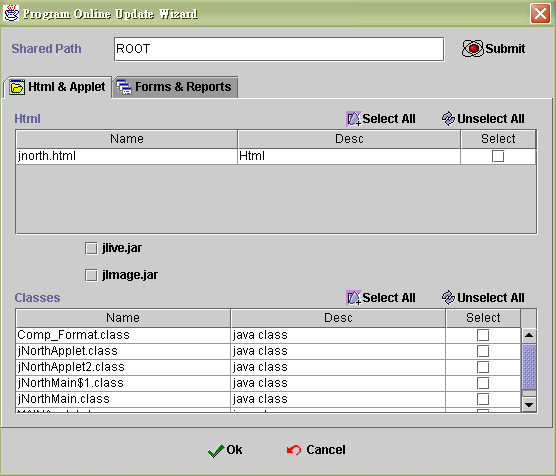 Program Online Update Wizard
Shared Path ROOT Submit
Html & Applet Forms & Reports
Html Select All Unselect All
Name Desc Select
jnorth.html Html
jlive.jar
jImage.jar
Classes Select All Unselect All
Name Desc Select
Comp_Format.class java class
jNorthApplet.class java class
jNorthApplet2.class java class
jNorthMain$1.class java class
jNorthMain.class java class
Ok Cancel